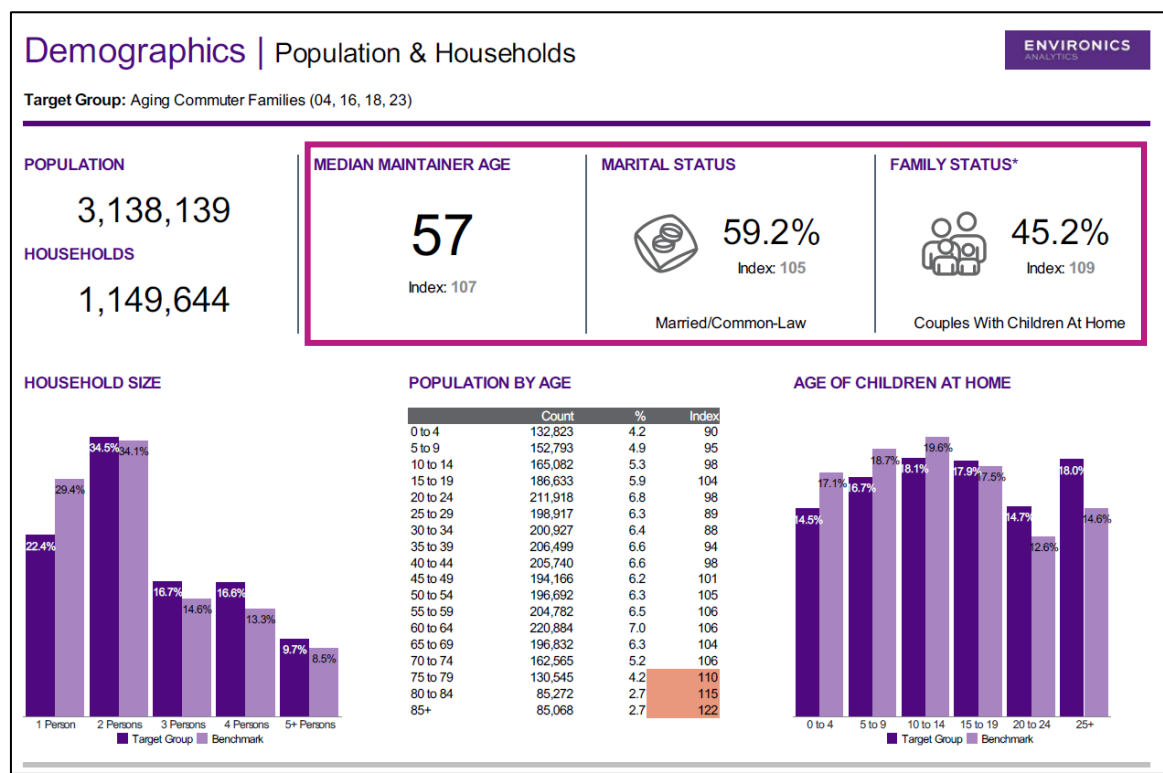 Demographics | Population & Households
ENVIRONICS
ANALYTICS
Target Group: Aging Commuter Families (04, 16, 18, 23)
POPULATION
3,138,139
HOUSEHOLDS
1,149,644
MEDIAN MAINTAINER AGE
57
Index: 107
MARITAL STATUS
59.2%
Index: 105
Married/Common-Law
FAMILY STATUS*
45.2%
Index: 109
Couples With Children At Home
HOUSEHOLD SIZE
22.4%
29.4%
34.5%
34.1%
16.7%
14.6%
16.6%
13.3%
9.7%
8.5%
1 Person 2 Persons 3 Persons 4 Persons 5+ Persons
Target Group Benchmark
POPULATION BY AGE
Count % Index
0 to 4 132,823 4.2 90
5 to 9 152,793 4.9 95
10 to 14 165,082 5.3 98
15 to 19 186,633 5.9 104
20 to 24 211,918 6.8 98
25 to 29 198,917 6.3 89
30 to 34 200,927 6.4 88
35 to 39 206,499 6.6 94
40 to 44 205,740 6.6 98
45 to 49 194,166 6.2 101
50 to 54 196,692 6.3 105
55 to 59 204,782 6.5 106
60 to 64 220,884 7.0 106
65 to 69 196,832 6.3 104
70 to 74 162,565 5.2 106
75 to 79 130,545 4.2 110
80 to 84 85,272 2.7 115
85+ 85,068 2.7 122
AGE OF CHILDREN AT HOME
14.5%
17.1%
16.7%
18.7%
18.1%
19.6%
17.9%
17.5%
14.7%
12.6%
18.0%
14.6%
0 to 4 5 to 9 10 to 14 15 to 19 20 to 24 25+
Target Group Benchmark